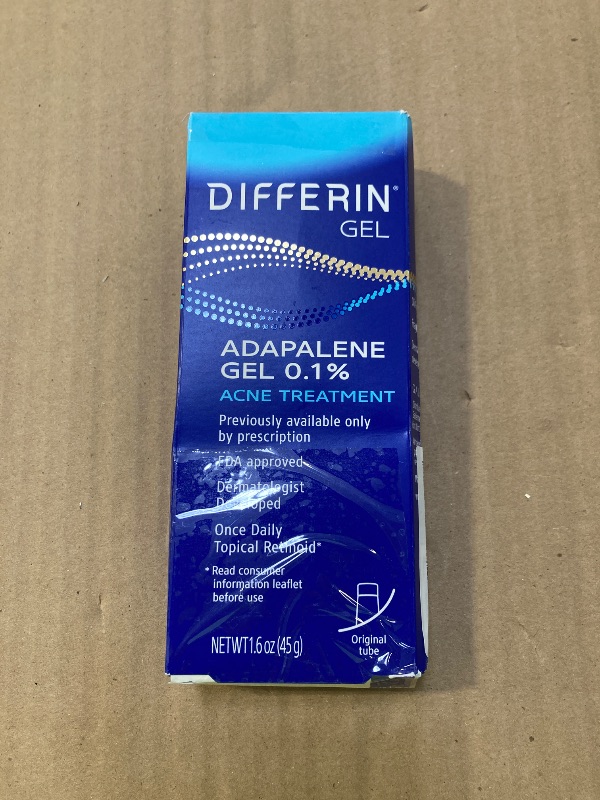 DIFFERIN®
GEL
ADAPALENE
GEL 0.1%
ACNE TREATMENT
Previously available only
by prescription
FDA approved
Dermatologist
Developed
Once Daily
Topical Retinoid*
* Read consumer
information leaflet
before use
Original
tube
NETWT1.6 oz (45 g)